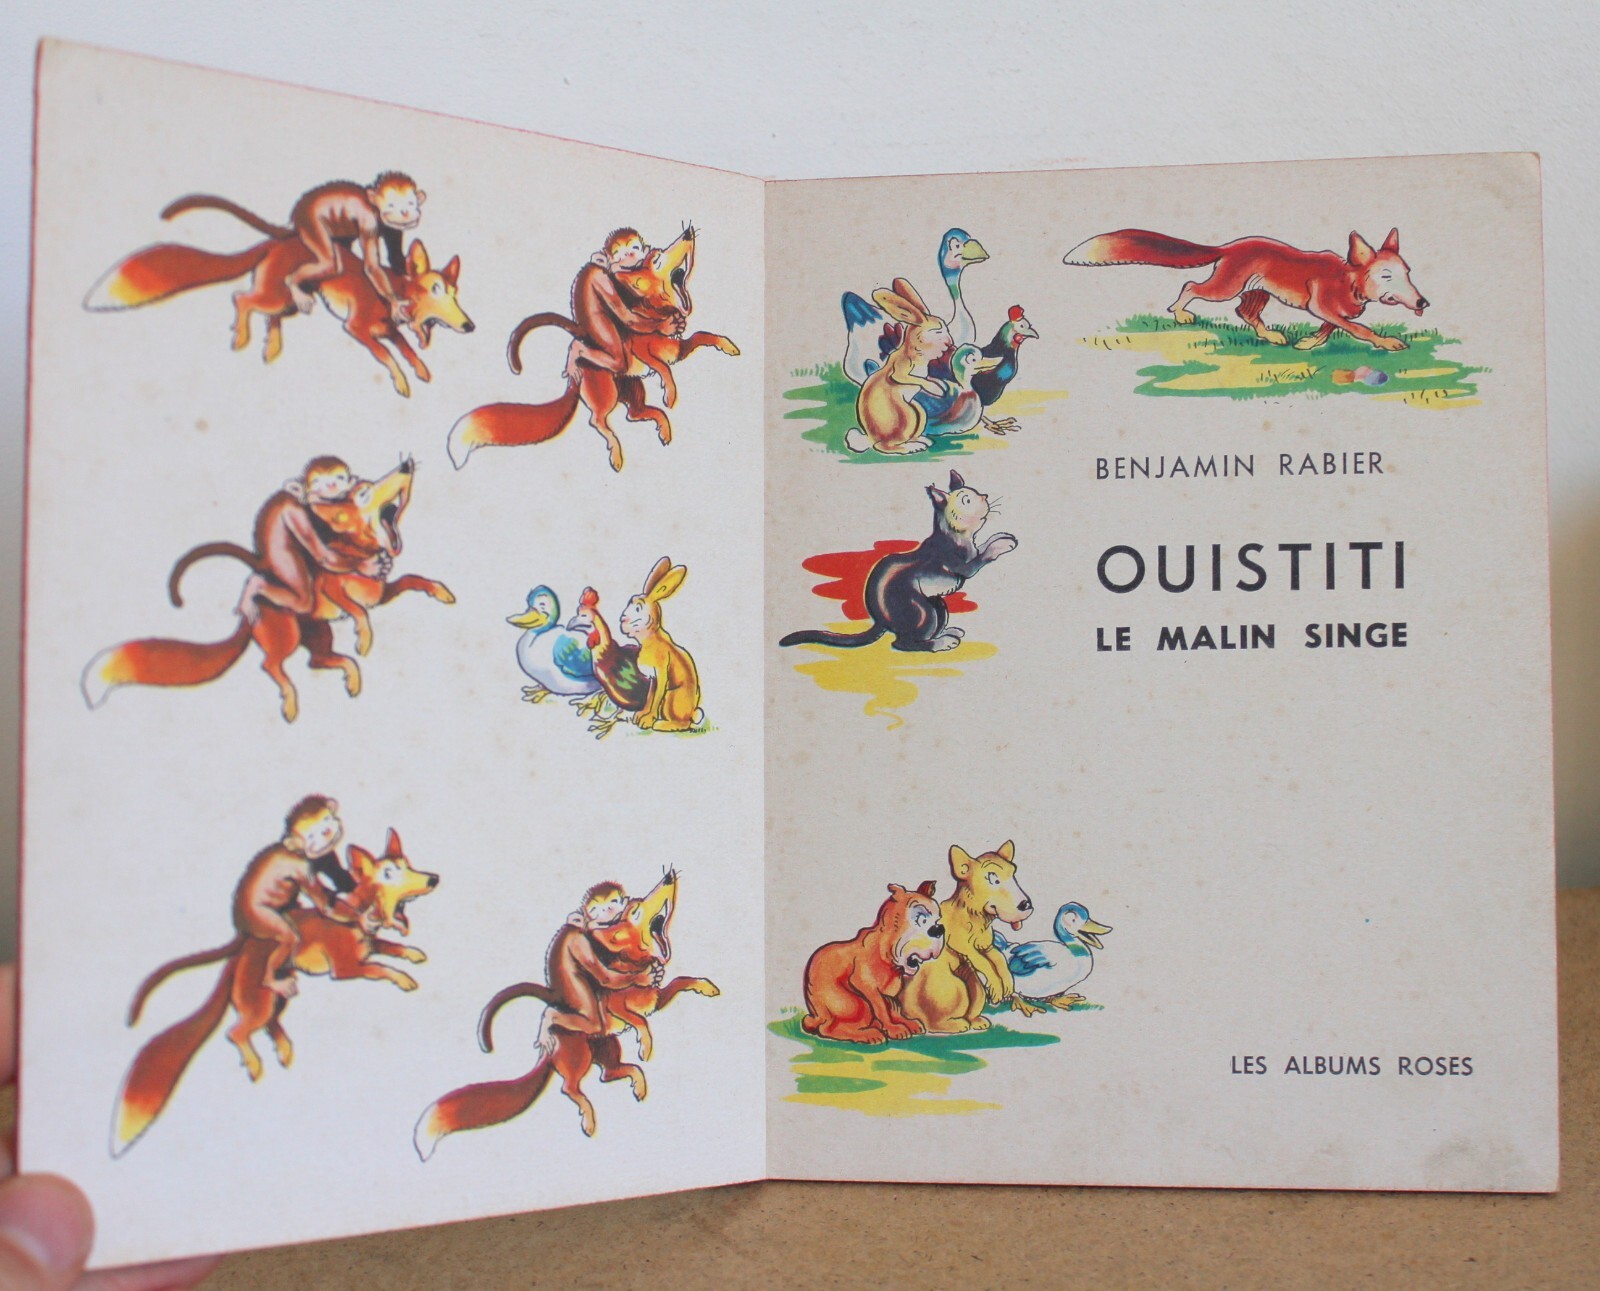 BENJAMIN RABIER
OUISTITI
LE MALIN SINGE
LES ALBUMS ROSES